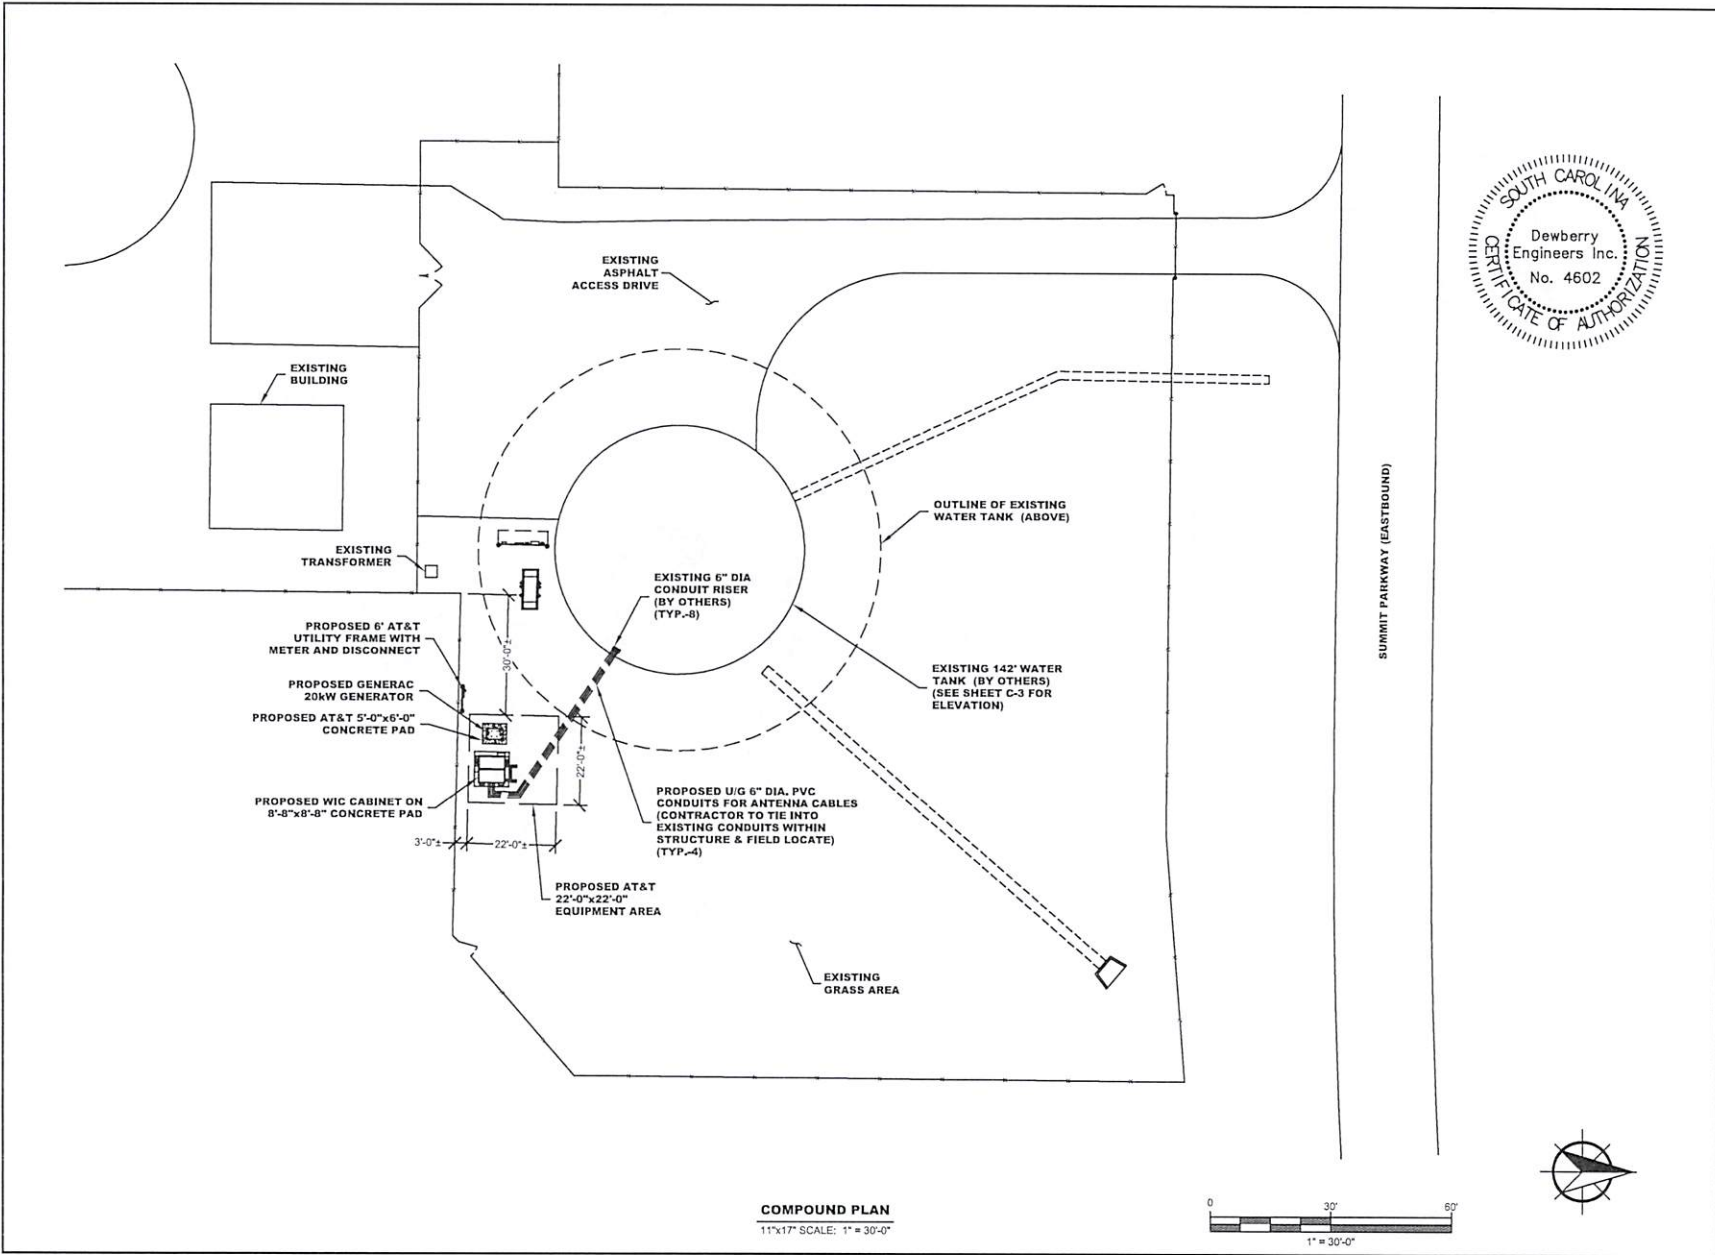 SOUTH CAROLINA
CERTIFICATE OF AUTHORIZATION
Dewberry
Engineers Inc.
No. 4602
EXISTING
ASPHALT
ACCESS DRIVE
EXISTING
BUILDING
OUTLINE OF EXISTING
WATER TANK (ABOVE)
SUMMIT PARKWAY (EASTBOUND)
EXISTING
TRANSFORMER
EXISTING 6" DIA
CONDUIT RISER
(BY OTHERS)
(TYP.-8)
30'-0"±
PROPOSED 6' AT&T
UTILITY FRAME WITH
METER AND DISCONNECT
EXISTING 142' WATER
TANK (BY OTHERS)
(SEE SHEET C-3 FOR
ELEVATION)
PROPOSED GENERAC
20kW GENERATOR
PROPOSED AT&T 5'-0"x6'-0"
CONCRETE PAD
22'-0"±
PROPOSED WIC CABINET ON
8'-8"x8'-8" CONCRETE PAD
PROPOSED U/G 6" DIA. PVC
CONDUITS FOR ANTENNA CABLES
(CONTRACTOR TO TIE INTO
EXISTING CONDUITS WITHIN
STRUCTURE & FIELD LOCATE)
(TYP.-4)
3'-0"±
22'-0"±
PROPOSED AT&T
22'-0"x22'-0"
EQUIPMENT AREA
EXISTING
GRASS AREA
COMPOUND PLAN
11"x17" SCALE: 1" = 30'-0"
0 30' 60'
1" = 30'-0"